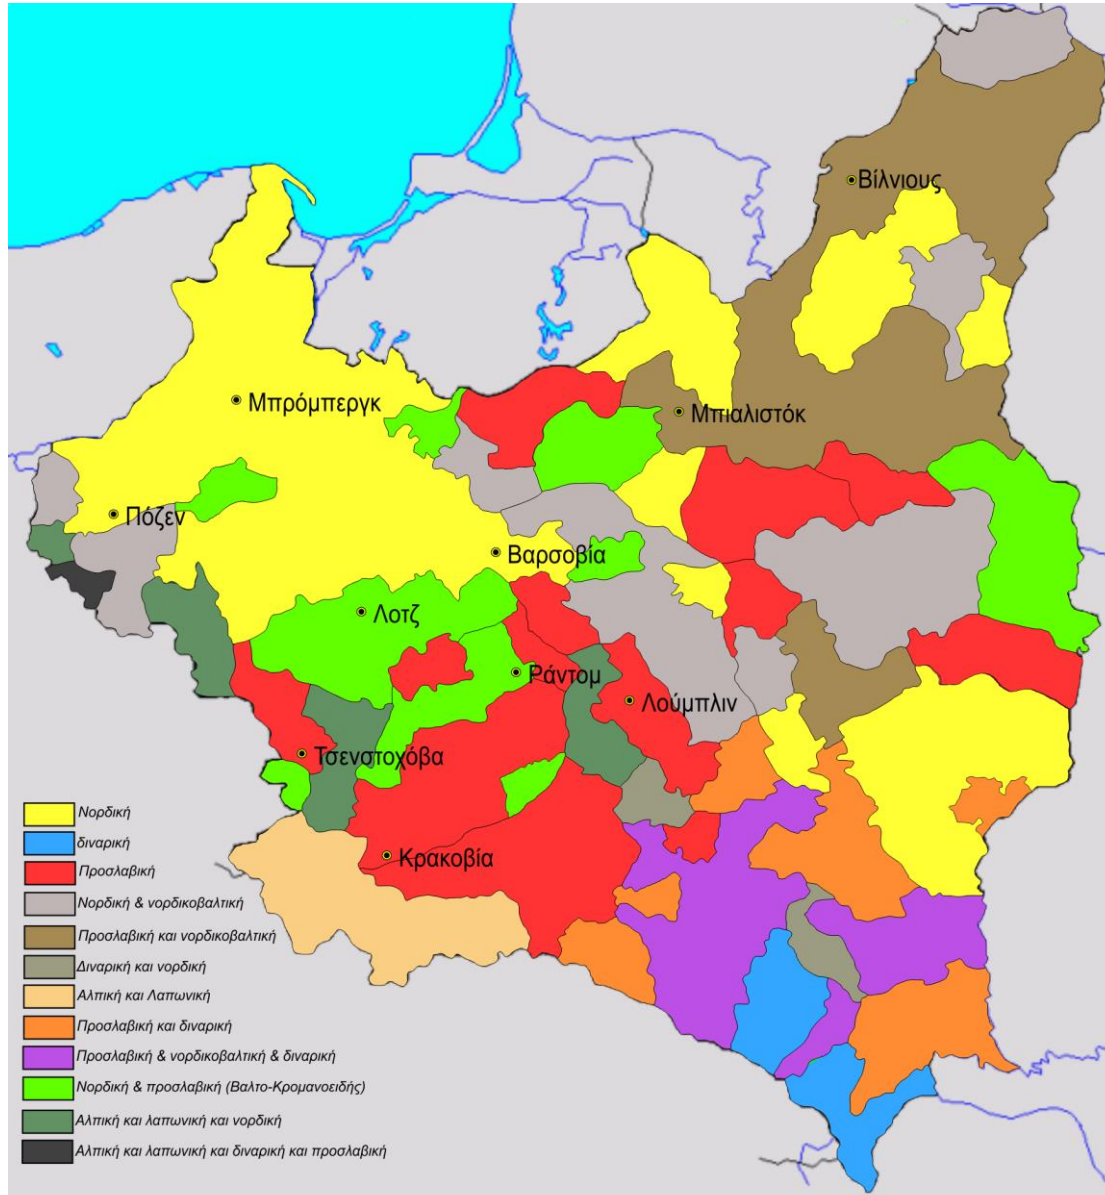 Βίλνιους
Μπρόμπεργκ
Μπιαλιστόκ
Πόζεν
Βαρσοβία
Λοτζ
Ράντομ
Λούμπλιν
Τσενστοχόβα
Κρακοβία
Νορδική
διναρική
Προσλαβική
Νορδική & νορδικοβαλτική
Προσλαβική και νορδικοβαλτική
Διναρική και νορδική
Αλπική και Λαπωνική
Προσλαβική και διναρική
Προσλαβική & νορδικοβαλτική & διναρική
Νορδική & προσλαβική (Βαλτο-Κρομανοειδής)
Αλπική και λαπωνική και νορδική
Αλπική και λαπωνική και διναρική και προσλαβική